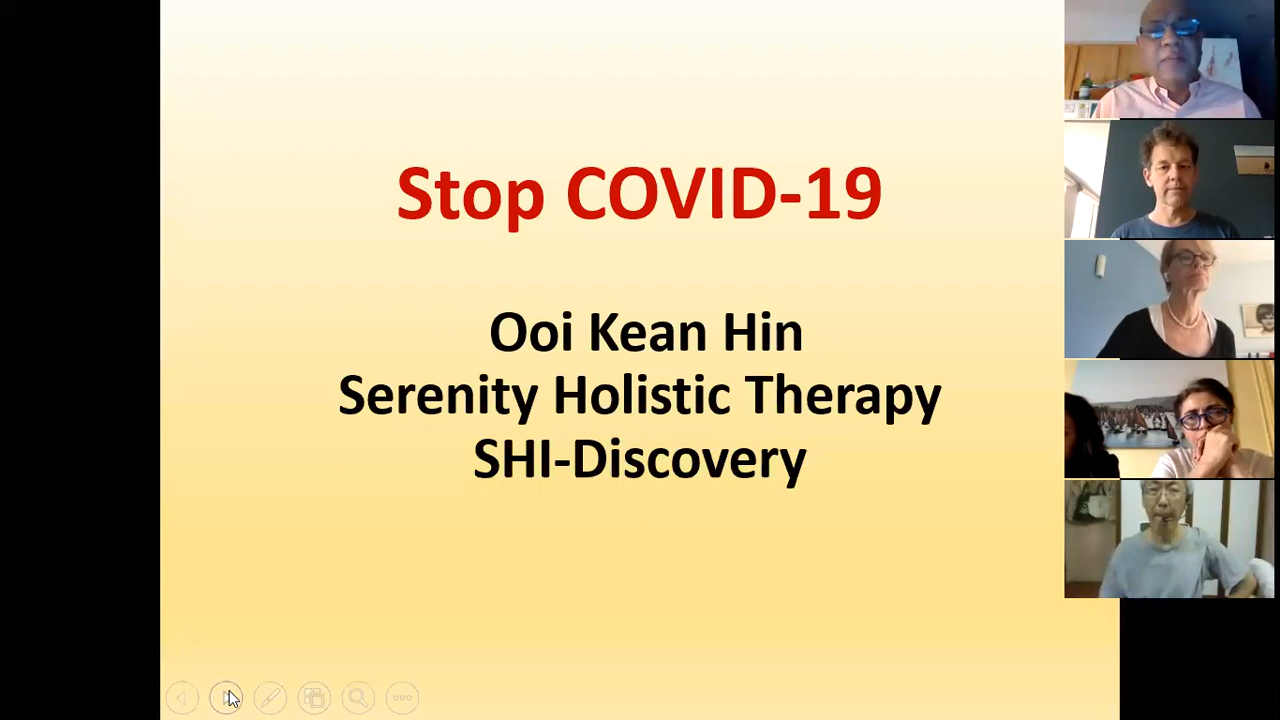 Stop COVID-19
Ooi Kean Hin
Serenity Holistic Therapy
SHI-Discovery